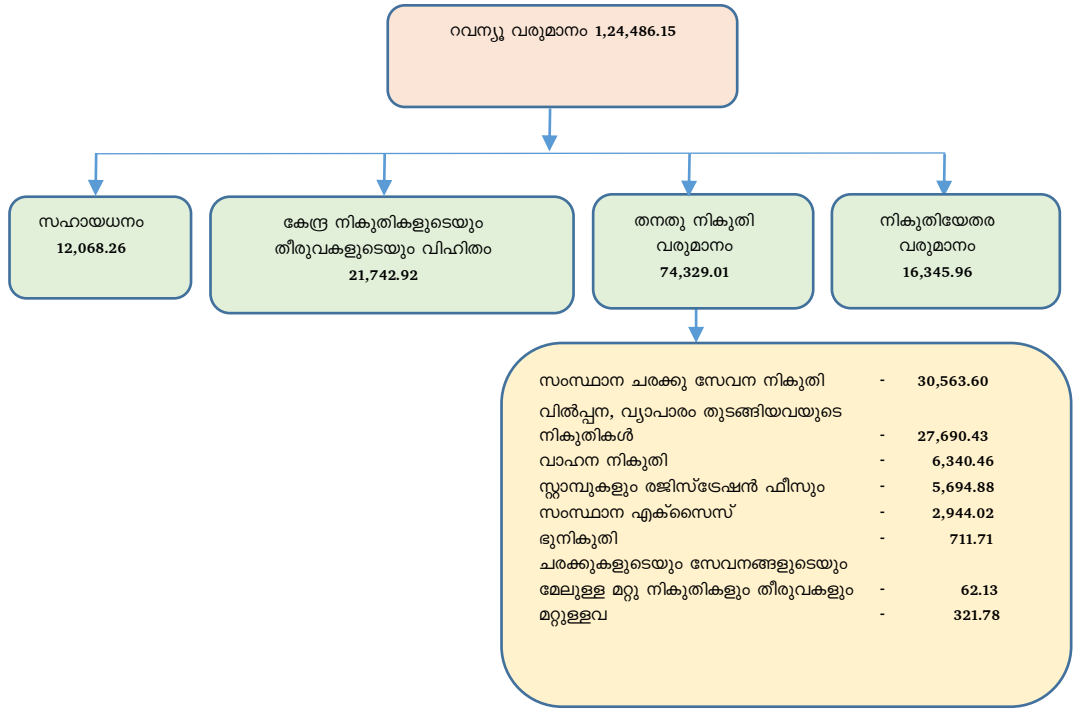 റവന്യൂ വരുമാനം 1,24,486.15
സഹായധനം
12,068.26
കേന്ദ്ര നികുതികളുടെയും
തീരുവകളുടെയും വിഹിതം
21,742.92
തനതു നികുതി
വരുമാനം
74,329.01
നികുതിയേതര
വരുമാനം
16,345.96
സംസ്ഥാന ചരക്കു സേവന നികുതി - 30,563.60
വിൽപ്പന, വ്യാപാരം തുടങ്ങിയവയുടെ
നികുതികൾ - 27,690.43
വാഹന നികുതി - 6,340.46
സ്റ്റാമ്പുകളും രജിസ്ട്രേഷൻ ഫീസും - 5,694.88
സംസ്ഥാന എക്സൈസ് - 2,944.02
ഭുനികുതി - 711.71
ചരക്കുകളുടെയും സേവനങ്ങളുടെയും
മേലുള്ള മറ്റു നികുതികളും തീരുവകളും - 62.13
മറ്റുള്ളവ - 321.78